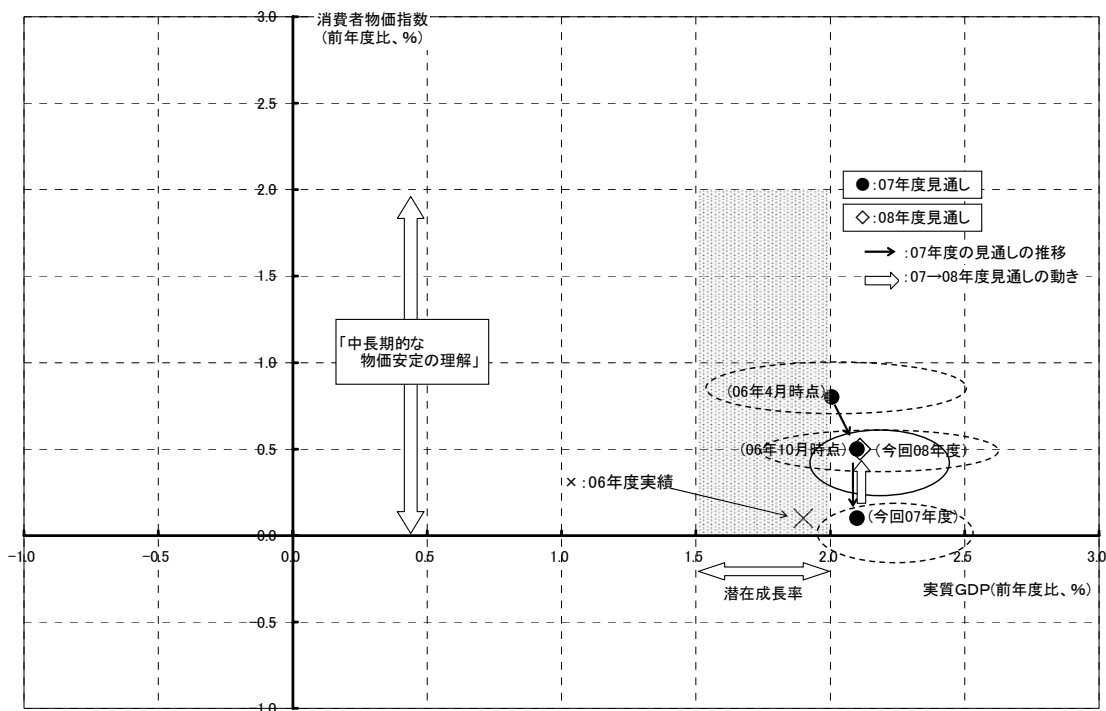 消費者物価指数
(前年度比、%)
3.0
2.5
2.0
1.5
1.0
0.5
0.0
-0.5
-1.0
●:07年度見通し
◇:08年度見通し
→:07年度の見通しの推移
⇨:07→08年度見通しの動き
「中長期的な
物価安定の理解」
(06年4月時点)
(06年10月時点)
(今回08年度)
×:06年度実績
(今回07年度)
-1.0 -0.5 0.0 0.5 1.0 1.5 2.0 2.5 3.0
潜在成長率
実質GDP(前年度比、%)